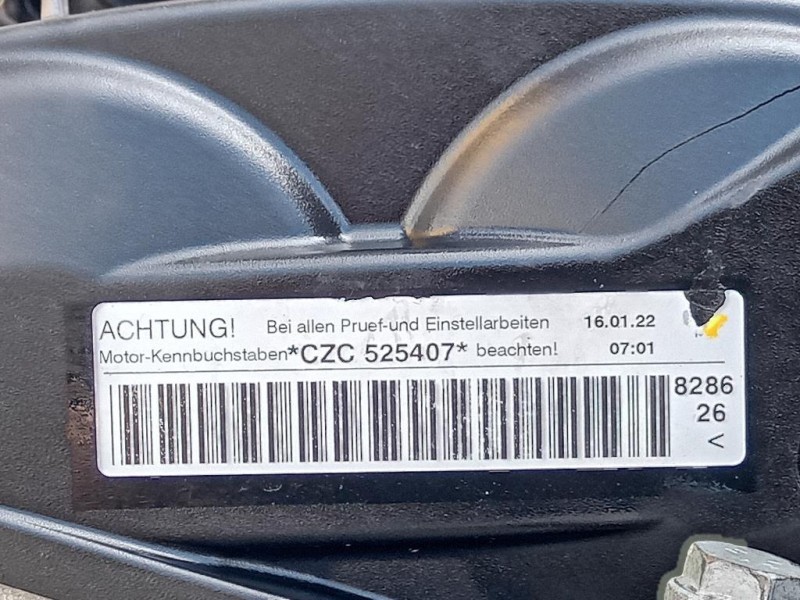 ACHTUNG! Bei allen Pruef-und Einstellarbeiten 16.01.22
Motor-Kennbuchstaben*CZC 525407* beachten! 07:01
8286
26
<